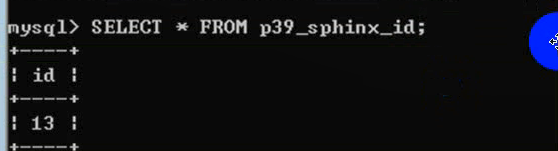 mysql> SELECT * FROM p39_sphinx_id;
+----+
| id |
+----+
| 13 |
+----+